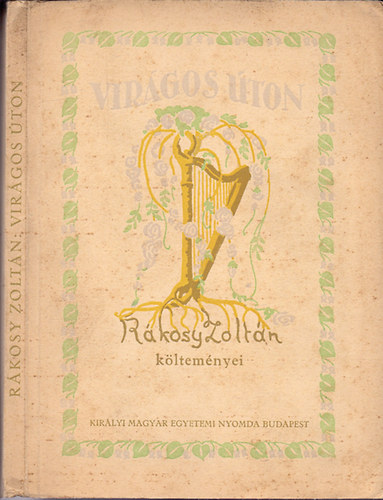 RÁKOSY ZOLTÁN: VIRÁGOS ÚTON
VIRÁGOS ÚTON
Rákosy Zoltán
költeményei
KIRÁLYI MAGYAR EGYETEMI NYOMDA BUDAPEST